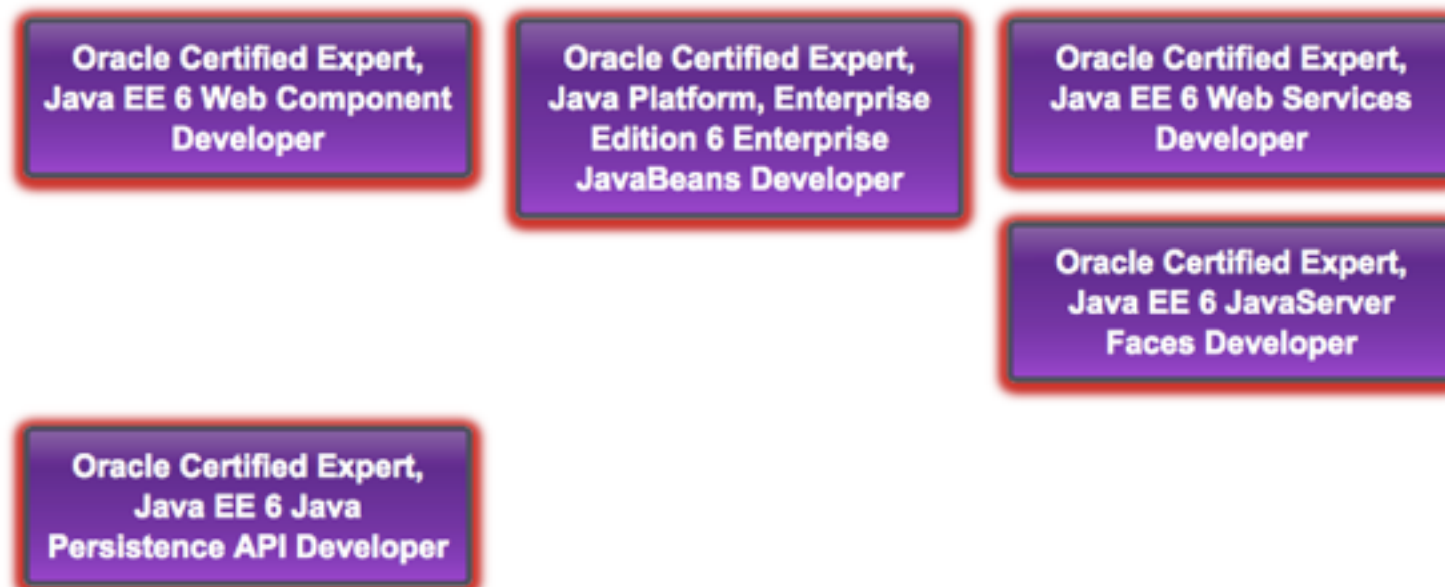 Oracle Certified Expert,
Java EE 6 Web Component
Developer
Oracle Certified Expert,
Java Platform, Enterprise
Edition 6 Enterprise
JavaBeans Developer
Oracle Certified Expert,
Java EE 6 Web Services
Developer
Oracle Certified Expert,
Java EE 6 JavaServer
Faces Developer
Oracle Certified Expert,
Java EE 6 Java
Persistence API Developer